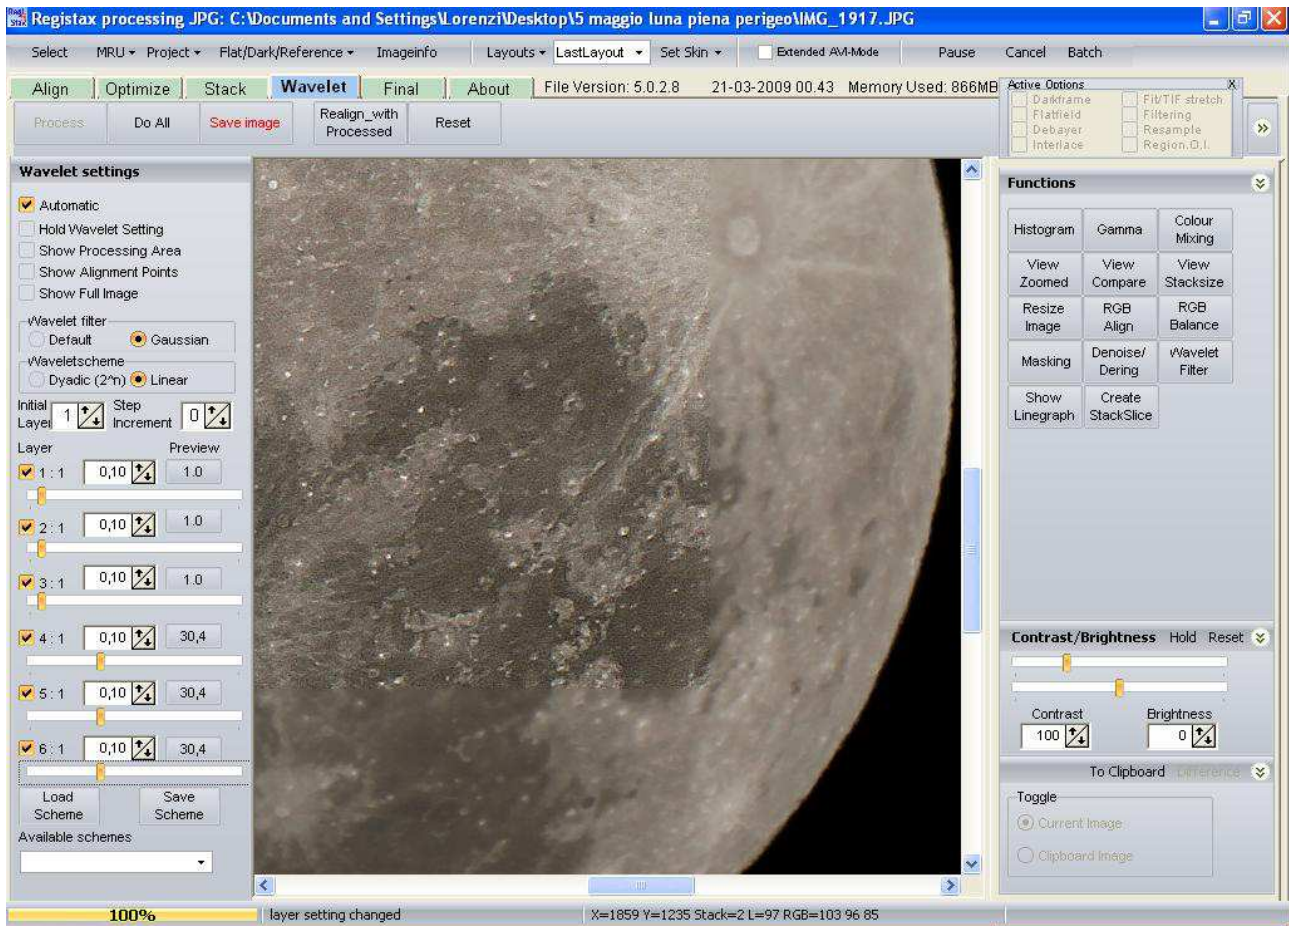 Registax processing JPG: C:\Documents and Settings\Lorenzi\Desktop\5 maggio luna piena perigeo\IMG_1917.JPG
Select MRU Project Flat/Dark/Reference Imageinfo Layouts LastLayout Set Skin Extended AVI-Mode Pause Cancel Batch
Align Optimize Stack Wavelet Final About File Version: 5.0.2.8 21-03-2009 00.43 Memory Used: 866MB
Active Options X
Darkframe Fit/TIF stretch
Flatfield Filtering
Debayer Resample
Interlace Region.O.I.
Process Do All Save image Realign_with Processed Reset
Wavelet settings
Automatic
Hold Wavelet Setting
Show Processing Area
Show Alignment Points
Show Full Image
Wavelet filter
Default Gaussian
Waveletscheme
Dyadic (2^n) Linear
Initial Layer 1 Step Increment 0
Layer Preview
1 : 1 0,10 1.0
2 : 1 0,10 1.0
3 : 1 0,10 1.0
4 : 1 0,10 30,4
5 : 1 0,10 30,4
6 : 1 0,10 30,4
Load Scheme Save Scheme
Available schemes
Functions
Histogram Gamma Colour Mixing
View Zoomed View Compare View Stacksize
Resize Image RGB Align RGB Balance
Masking Denoise/ Dering Wavelet Filter
Show Linegraph Create StackSlice
Contrast/Brightness Hold Reset
Contrast Brightness
100 0
To Clipboard Difference
Toggle
Current Image
Clipboard Image
100% layer setting changed X=1859 Y=1235 Stack=2 L=97 RGB=103 96 85